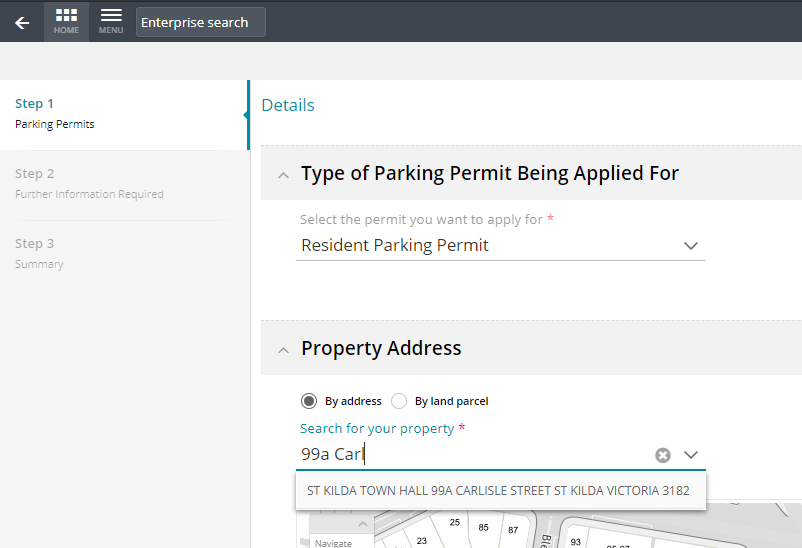 HOME
MENU
Enterprise search
Step 1
Parking Permits
Step 2
Further Information Required
Step 3
Summary
Details
Type of Parking Permit Being Applied For
Select the permit you want to apply for *
Resident Parking Permit
Property Address
By address
By land parcel
Search for your property *
99a Carl
ST KILDA TOWN HALL 99A CARLISLE STREET ST KILDA VICTORIA 3182
Navigate
23
25
85
87
93